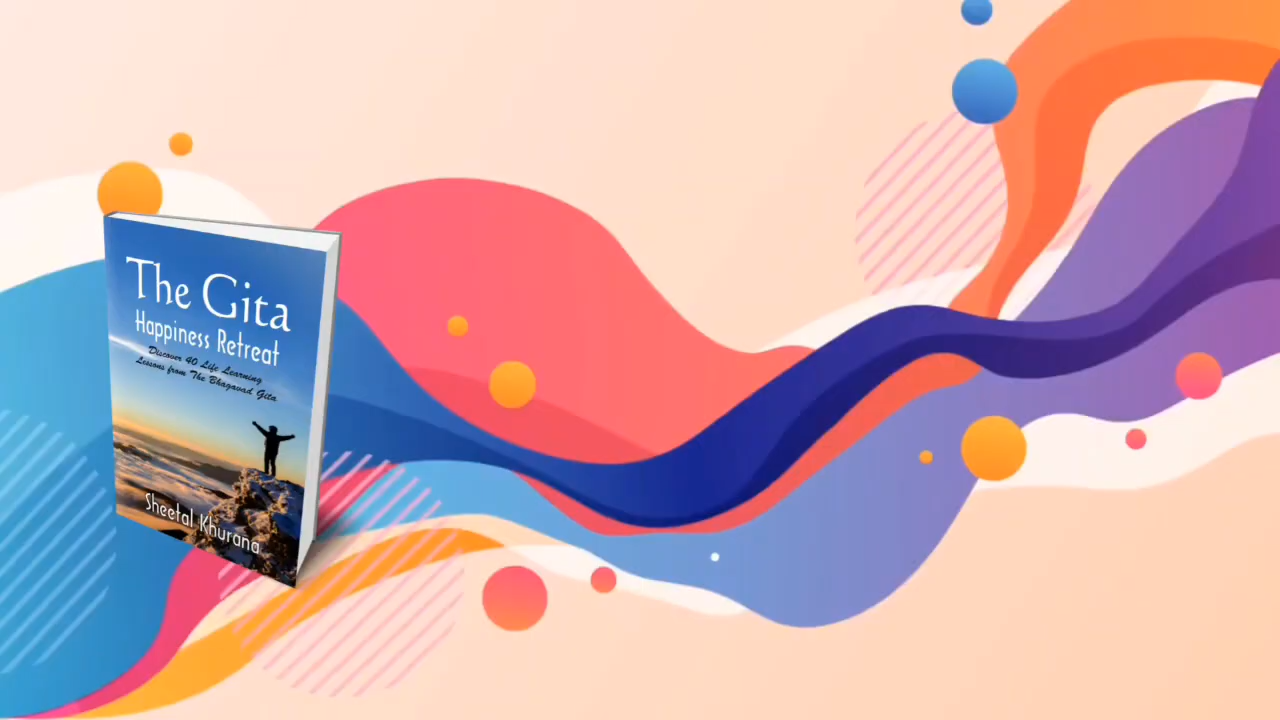 The Gita
Happiness Retreat
Discover 40 Life Learning
Lessons from The Bhagavad Gita
Sheetal Khurana